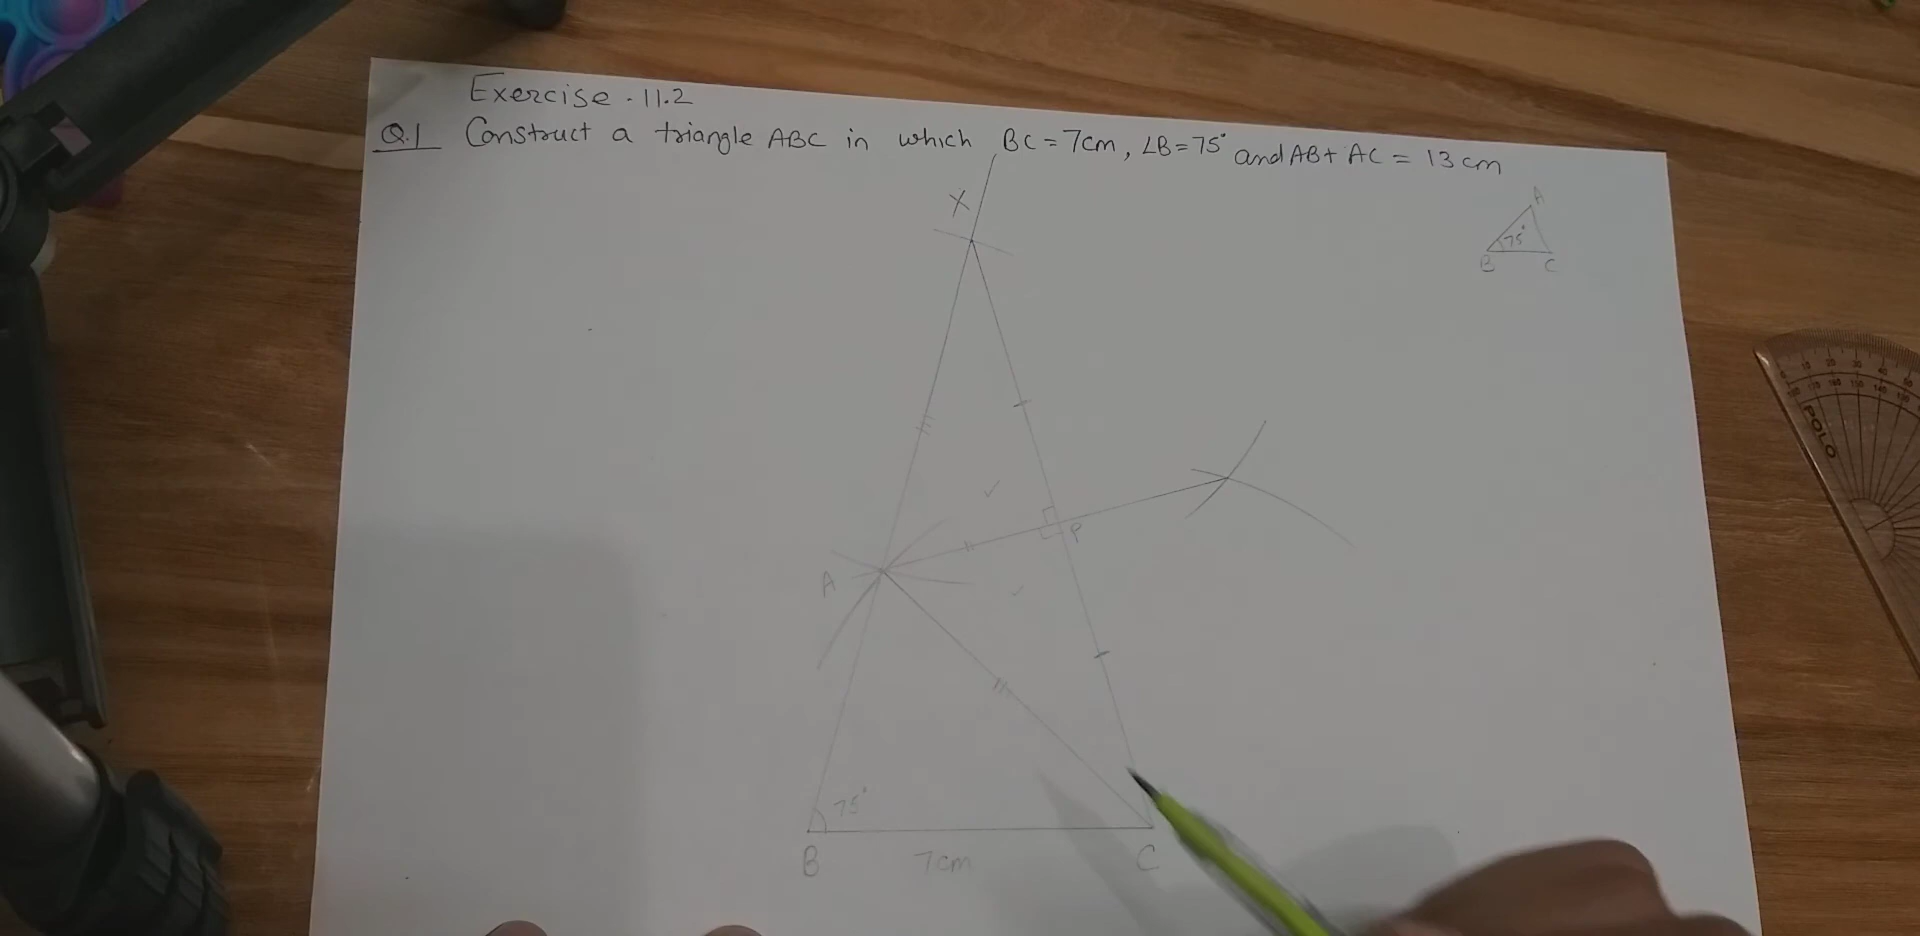 Exercise - 11.2
Q.1 Construct a triangle ABC in which BC = 7cm, ∠B = 75° and AB + AC = 13 cm
X
A
75°
B C
P
A
75°
B 7cm C
POLO